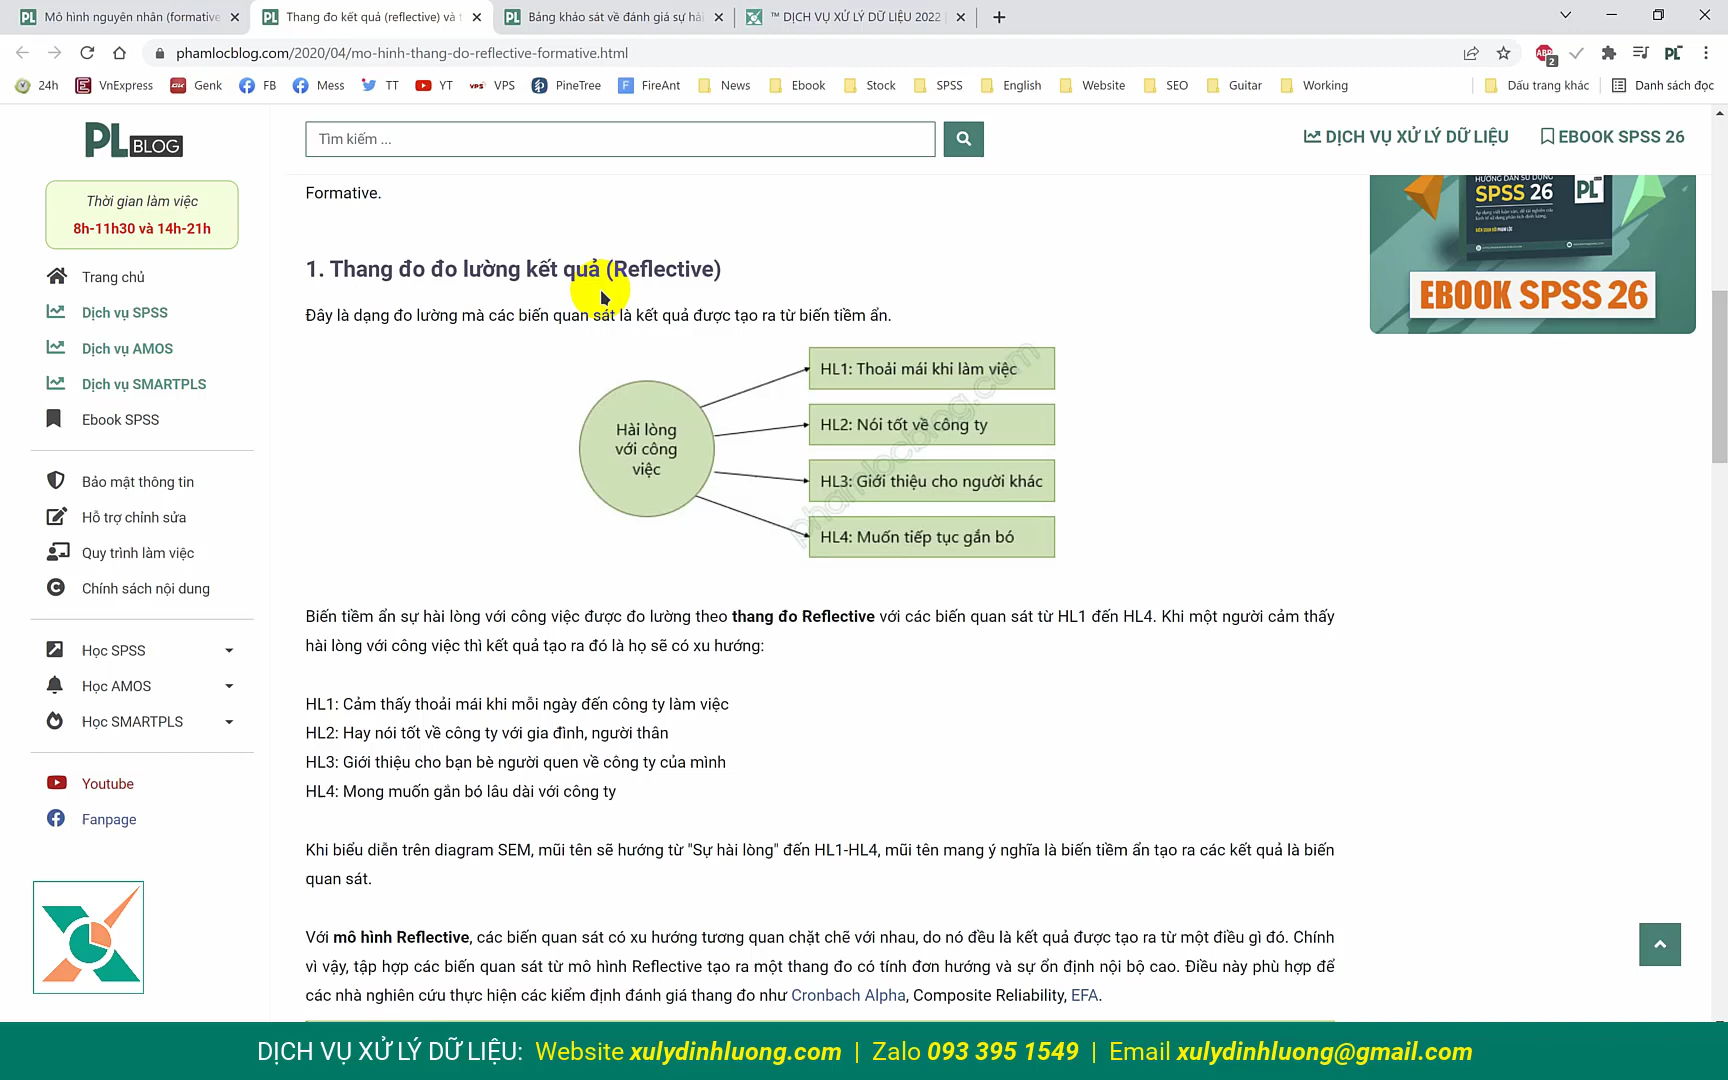 Mô hình nguyên nhân (formative
Thang đo kết quả (reflective) và t
Bảng khảo sát về đánh giá sự hài
™ DỊCH VỤ XỬ LÝ DỮ LIỆU 2022
phamlocblog.com/2020/04/mo-hinh-thang-do-reflective-formative.html
ABP
2
PL
24h
VnExpress
Genk
FB
Mess
TT
YT
VPS
PineTree
FireAnt
News
Ebook
Stock
SPSS
English
Website
SEO
Guitar
Working
Dấu trang khác
Danh sách đọc
PL BLOG
Tìm kiếm ...
DỊCH VỤ XỬ LÝ DỮ LIỆU
EBOOK SPSS 26
Thời gian làm việc
8h-11h30 và 14h-21h
Trang chủ
Dịch vụ SPSS
Dịch vụ AMOS
Dịch vụ SMARTPLS
Ebook SPSS
Bảo mật thông tin
Hỗ trợ chỉnh sửa
Quy trình làm việc
Chính sách nội dung
Học SPSS
Học AMOS
Học SMARTPLS
Youtube
Fanpage
Formative.
1. Thang đo đo lường kết quả (Reflective)
Đây là dạng đo lường mà các biến quan sát là kết quả được tạo ra từ biến tiềm ẩn.
Hài lòng
với công
việc
HL1: Thoải mái khi làm việc
HL2: Nói tốt về công ty
HL3: Giới thiệu cho người khác
HL4: Muốn tiếp tục gắn bó
phamlocblog.com
Biến tiềm ẩn sự hài lòng với công việc được đo lường theo thang đo Reflective với các biến quan sát từ HL1 đến HL4. Khi một người cảm thấy
hài lòng với công việc thì kết quả tạo ra đó là họ sẽ có xu hướng:
HL1: Cảm thấy thoải mái khi mỗi ngày đến công ty làm việc
HL2: Hay nói tốt về công ty với gia đình, người thân
HL3: Giới thiệu cho bạn bè người quen về công ty của mình
HL4: Mong muốn gắn bó lâu dài với công ty
Khi biểu diễn trên diagram SEM, mũi tên sẽ hướng từ "Sự hài lòng" đến HL1-HL4, mũi tên mang ý nghĩa là biến tiềm ẩn tạo ra các kết quả là biến
quan sát.
Với mô hình Reflective, các biến quan sát có xu hướng tương quan chặt chẽ với nhau, do nó đều là kết quả được tạo ra từ một điều gì đó. Chính
vì vậy, tập hợp các biến quan sát từ mô hình Reflective tạo ra một thang đo có tính đơn hướng và sự ổn định nội bộ cao. Điều này phù hợp để
các nhà nghiên cứu thực hiện các kiểm định đánh giá thang đo như Cronbach Alpha, Composite Reliability, EFA.
HƯỚNG DẪN SỬ DỤNG
SPSS 26
PL
EBOOK SPSS 26
DỊCH VỤ XỬ LÝ DỮ LIỆU: Website xulydinhluong.com | Zalo 093 395 1549 | Email xulydinhluong@gmail.com